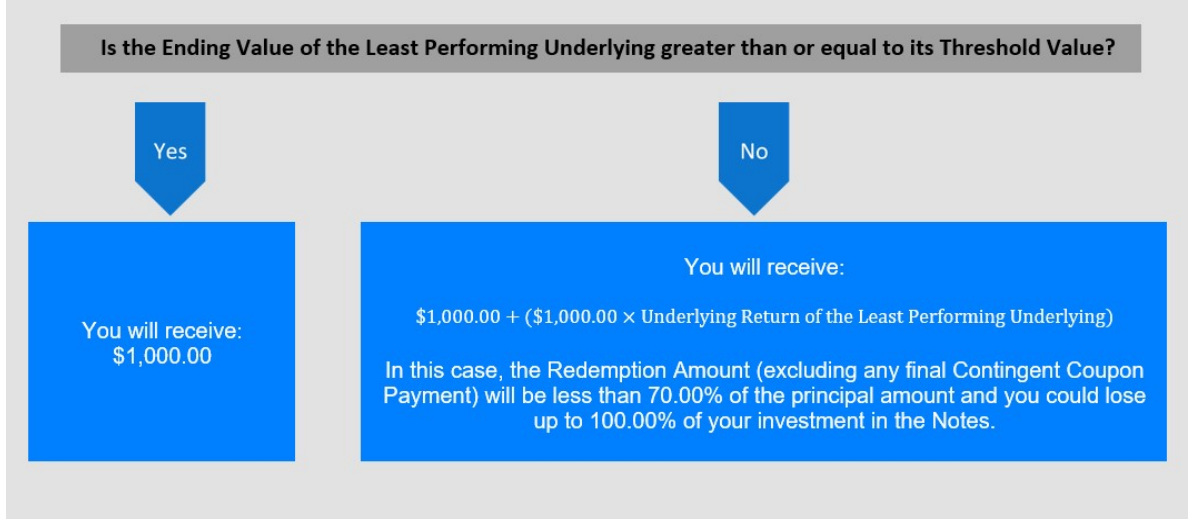 Is the Ending Value of the Least Performing Underlying greater than or equal to its Threshold Value?
Yes
No
You will receive:
$1,000.00
You will receive:
$1,000.00 + ($1,000.00 × Underlying Return of the Least Performing Underlying)
In this case, the Redemption Amount (excluding any final Contingent Coupon
Payment) will be less than 70.00% of the principal amount and you could lose
up to 100.00% of your investment in the Notes.